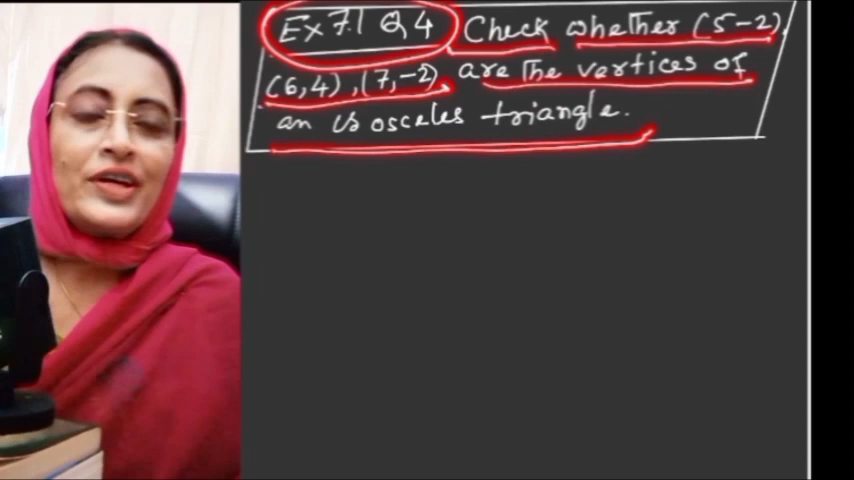 Ex 7.1 Q 4 Check whether (5-2),
(6,4), (7,-2), are the vertices of
an isosceles triangle.